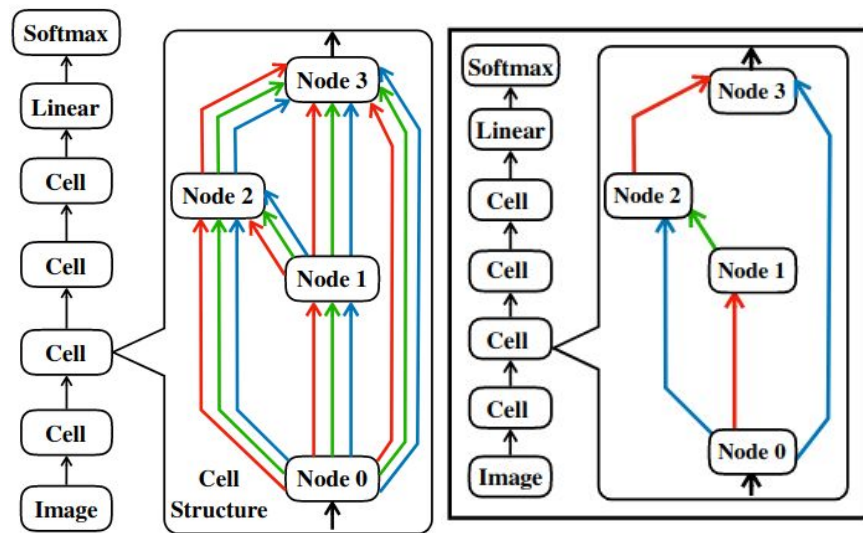 Softmax
Linear
Cell
Cell
Cell
Cell
Image
Node 3
Node 2
Node 1
Node 0
Cell
Structure
Softmax
Linear
Cell
Cell
Cell
Cell
Image
Node 3
Node 2
Node 1
Node 0